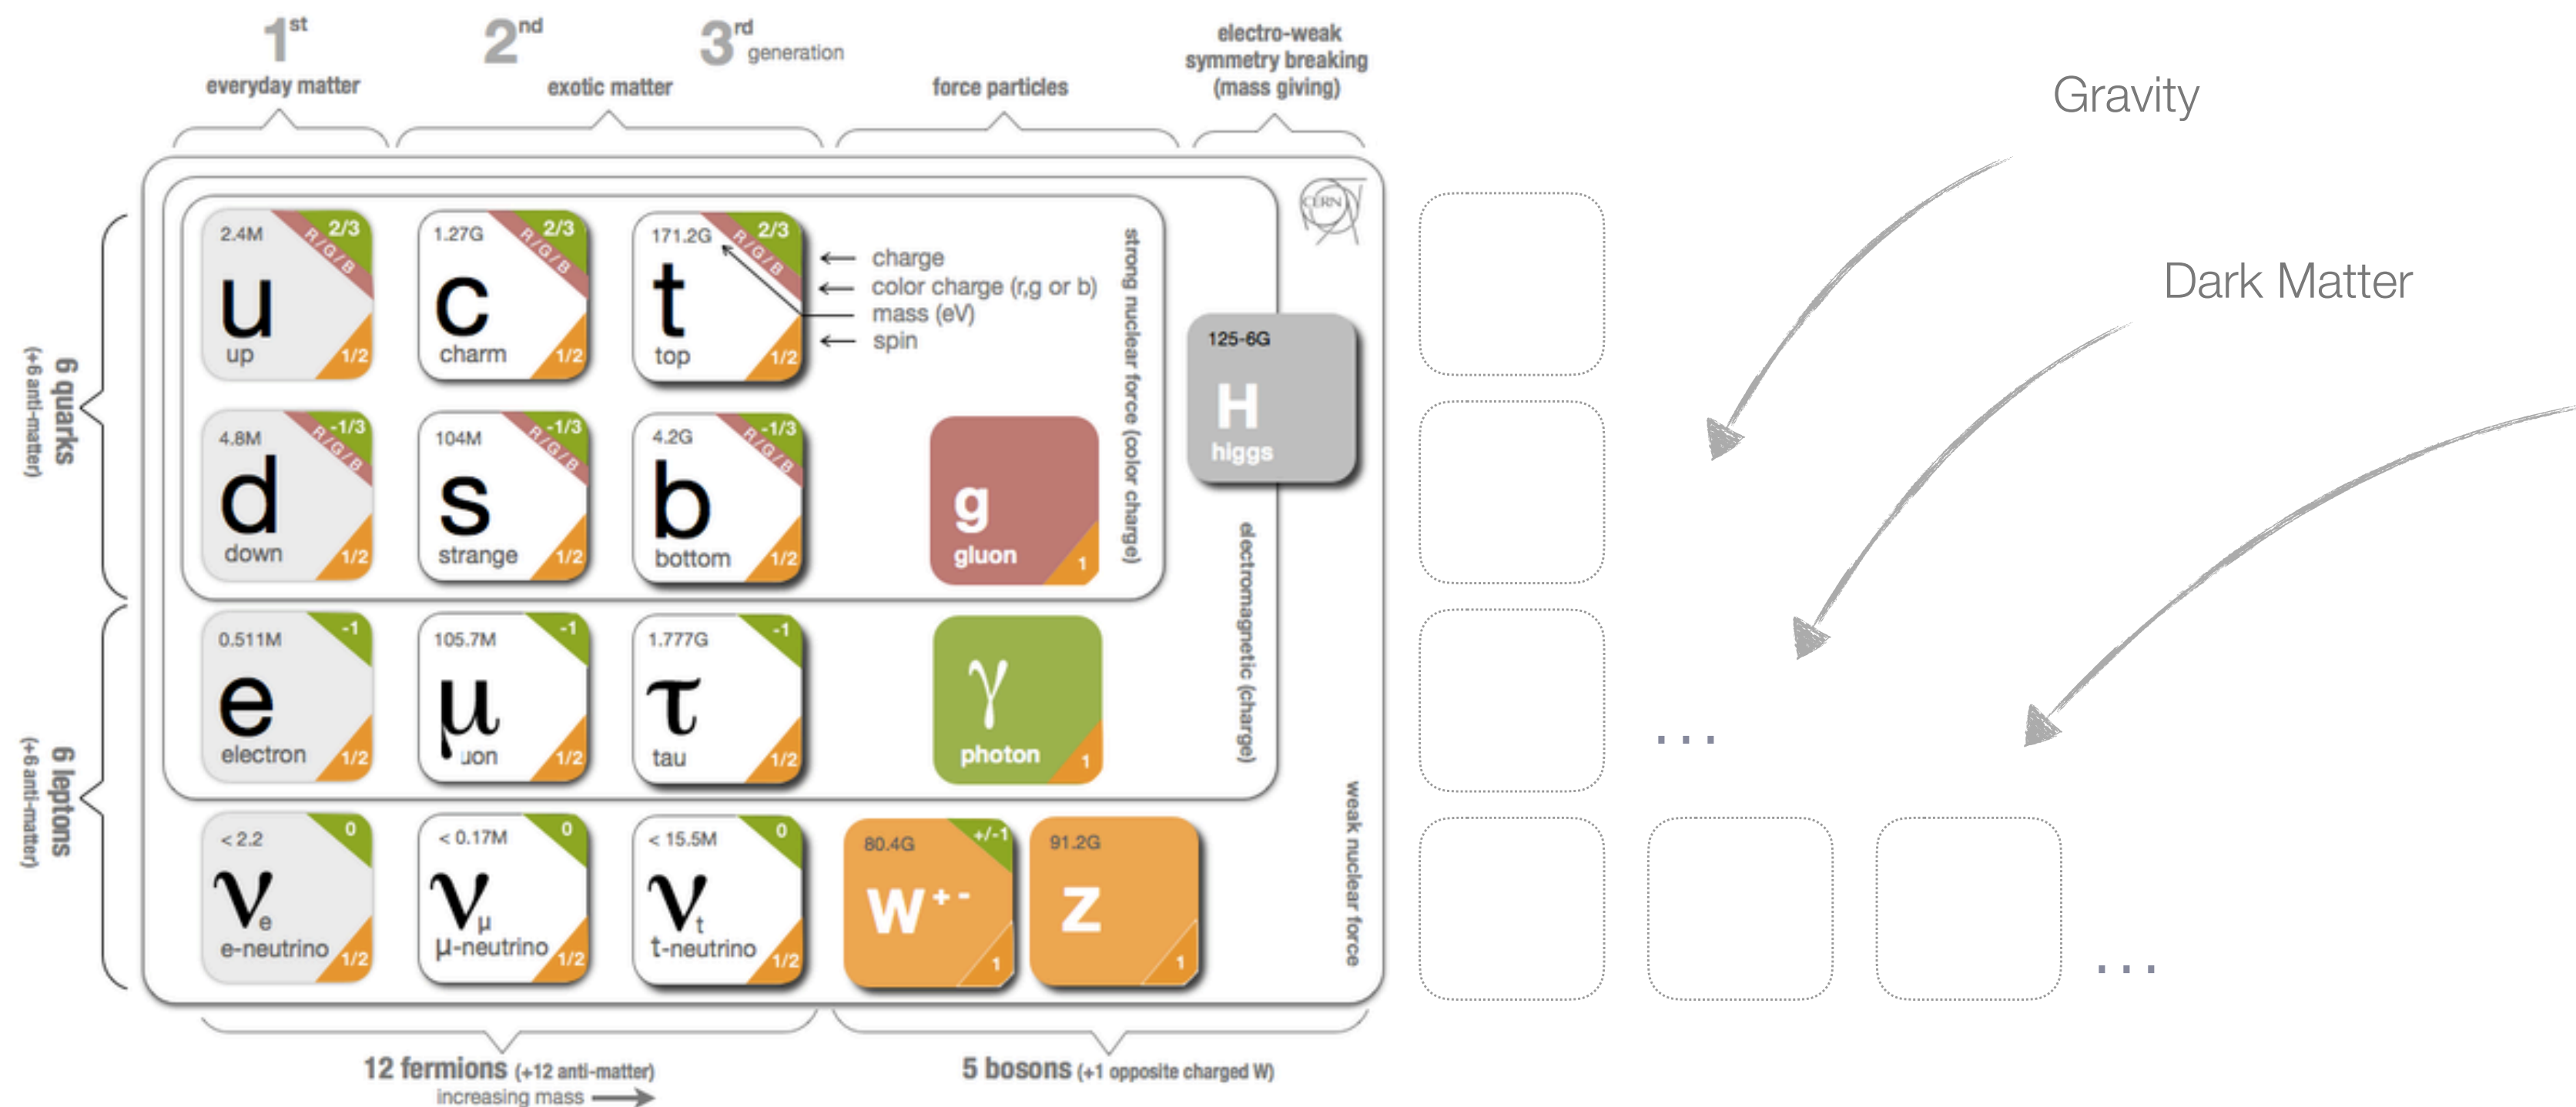 1st
2nd
3rd generation
everyday matter
exotic matter
force particles
electro-weak
symmetry breaking
(mass giving)
Gravity
Dark Matter
CERN
6 quarks
(+6 anti-matter)
2.4M
2/3
R/G/B
u
up
1/2
1.27G
2/3
R/G/B
c
charm
1/2
171.2G
2/3
R/G/B
t
top
1/2
charge
color charge (r,g or b)
mass (eV)
spin
strong nuclear force (color charge)
125-6G
H
higgs
4.8M
-1/3
R/G/B
d
down
1/2
104M
-1/3
R/G/B
s
strange
1/2
4.2G
-1/3
R/G/B
b
bottom
1/2
g
gluon
1
electromagnetic (charge)
6 leptons
(+6 anti-matter)
0.511M
-1
e
electron
1/2
105.7M
-1
μ
uon
1/2
1.777G
-1
τ
tau
1/2
γ
photon
1
...
weak nuclear force
< 2.2
0
νe
e-neutrino
1/2
< 0.17M
0
νμ
μ-neutrino
1/2
< 15.5M
0
νt
t-neutrino
1/2
80.4G
+/-1
W+-
1
91.2G
Z
1
...
12 fermions (+12 anti-matter)
increasing mass
5 bosons (+1 opposite charged W)